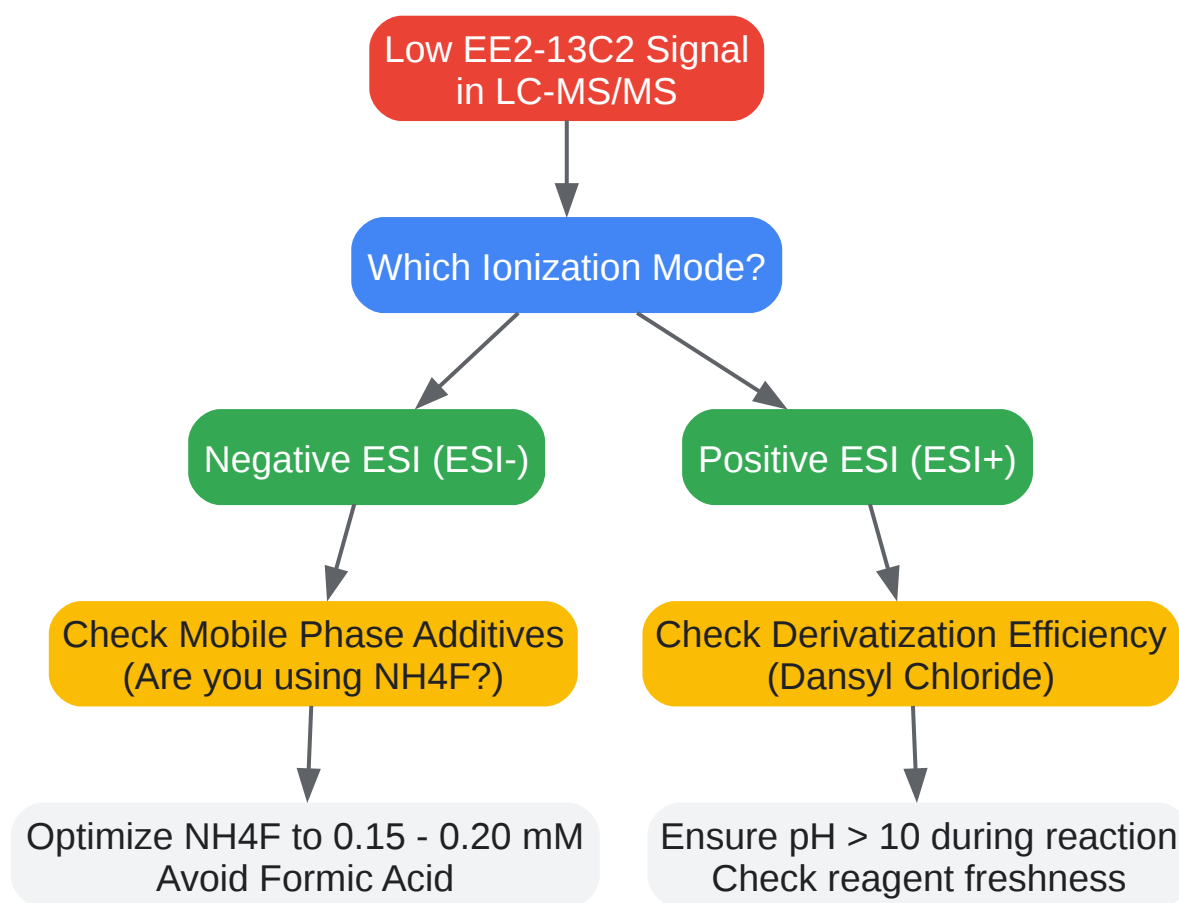 Low EE2-13C2 Signal
in LC-MS/MS
Which Ionization Mode?
Negative ESI (ESI-)
Positive ESI (ESI+)
Check Mobile Phase Additives
(Are you using NH4F?)
Check Derivatization Efficiency
(Dansyl Chloride)
Optimize NH4F to 0.15 - 0.20 mM
Avoid Formic Acid
Ensure pH > 10 during reaction
Check reagent freshness